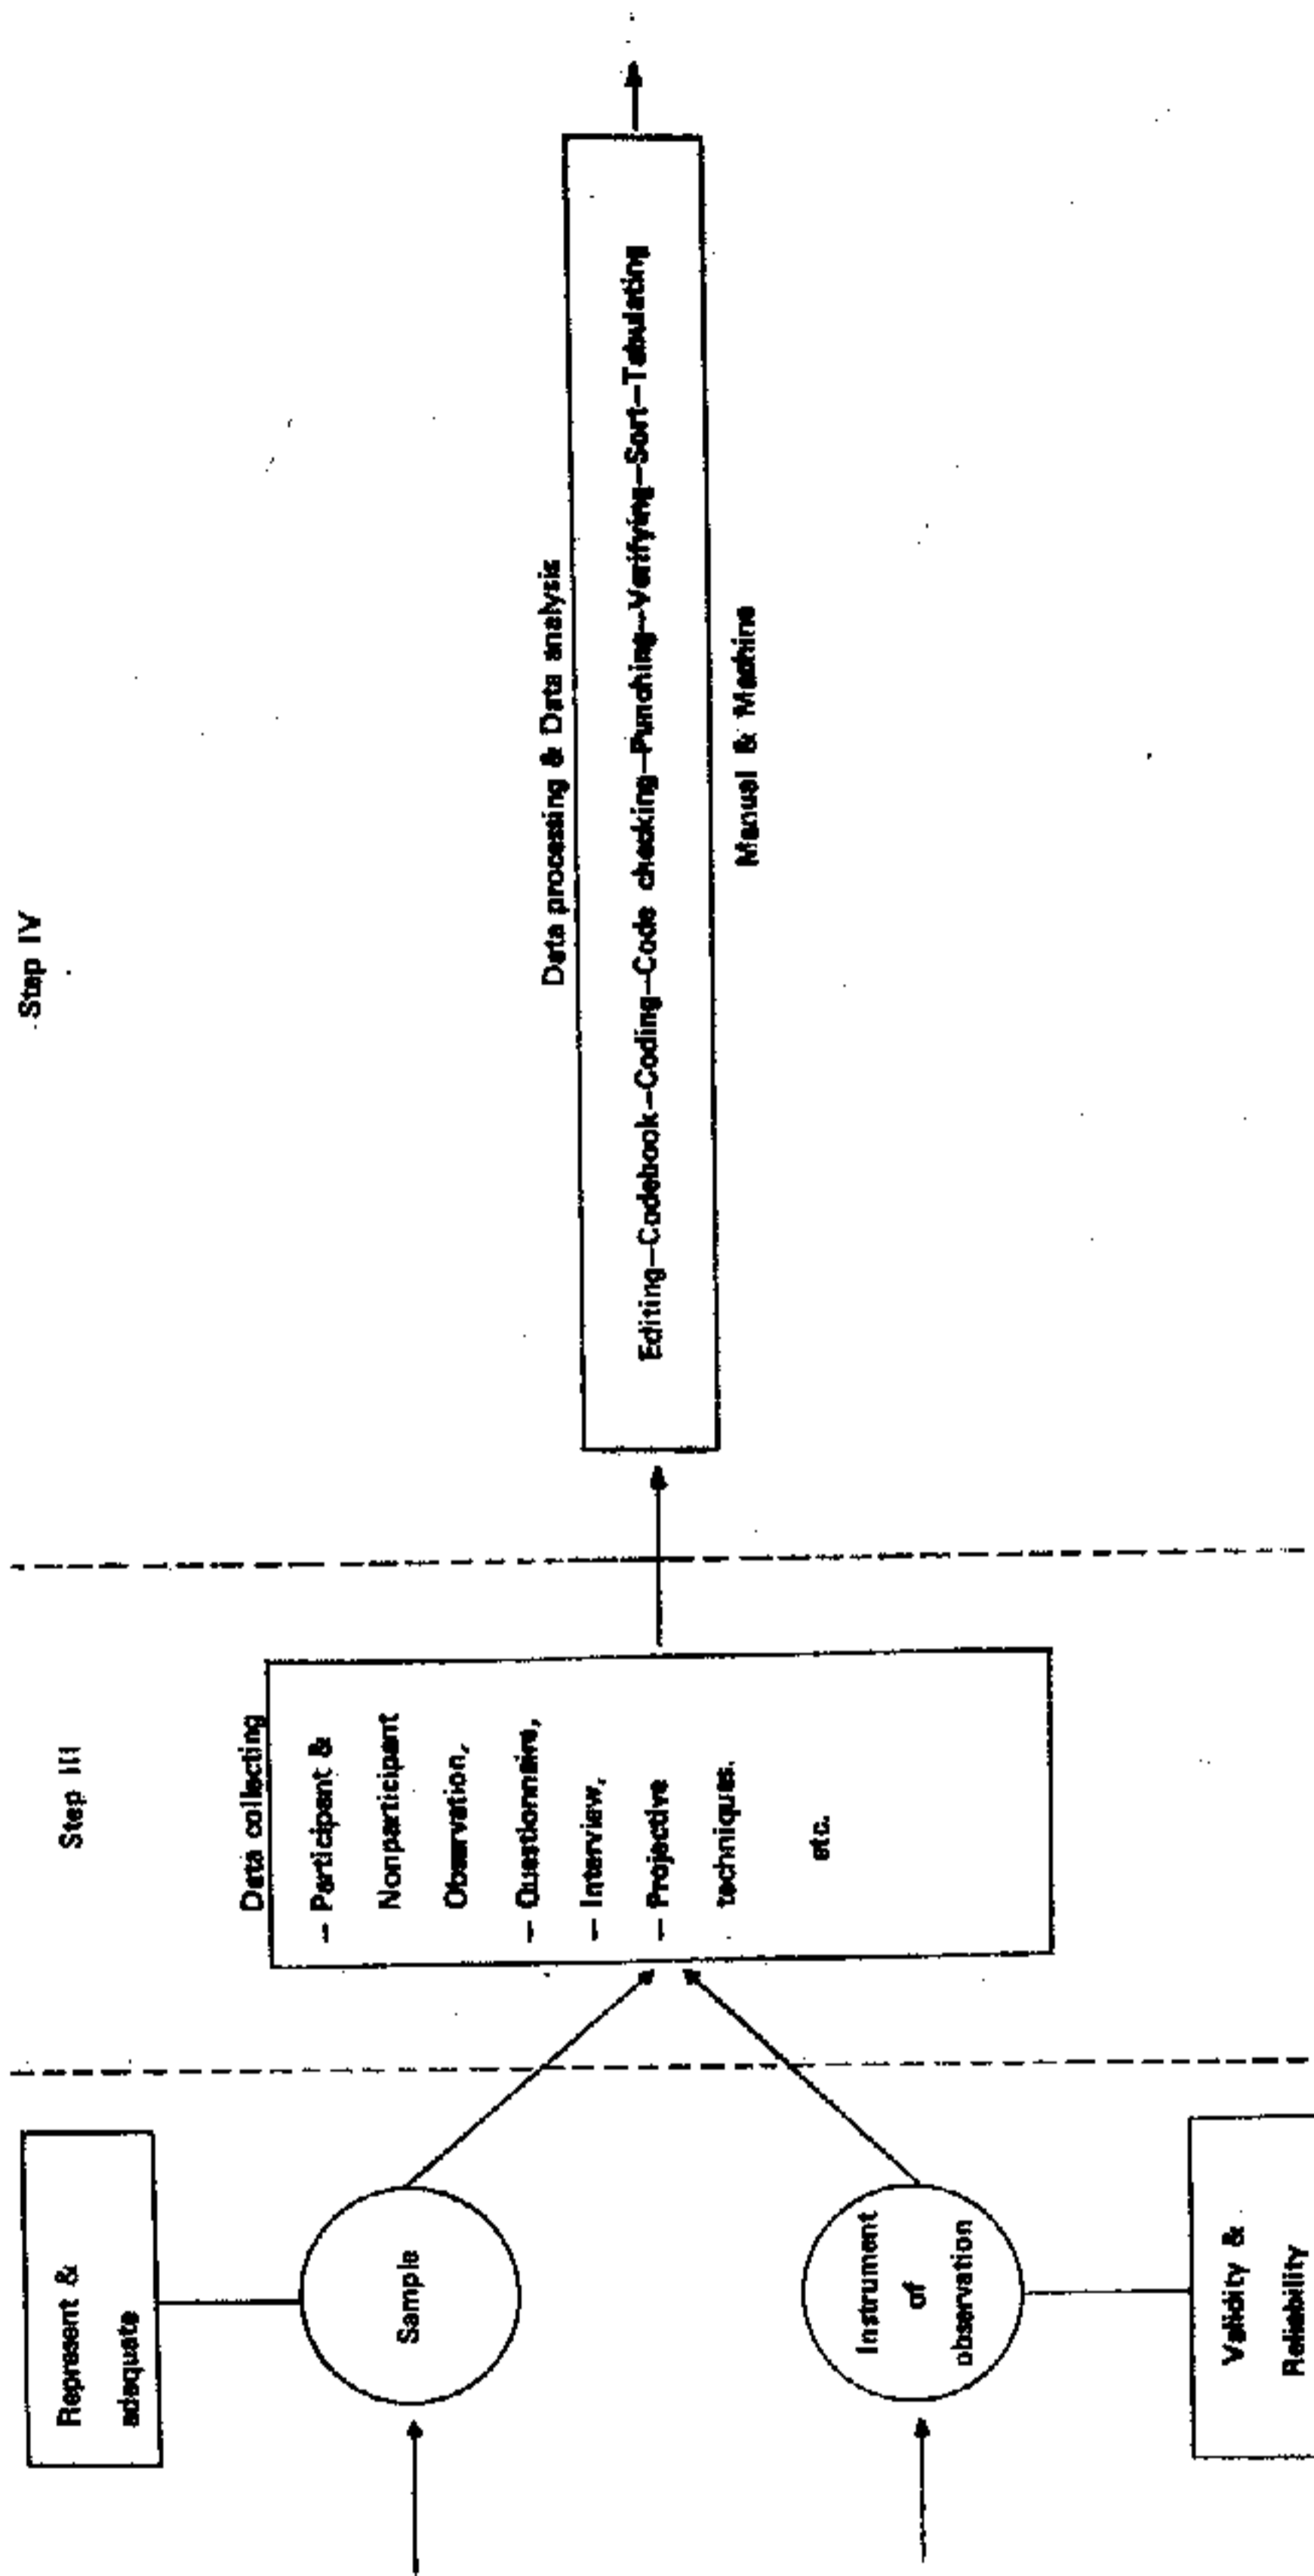 Represent &
adequate
Sample
Instrument
of
observation
Validity &
Reliability
Step III
Data collecting
— Participant &
Nonparticipant
Observation,
— Questionnaire,
— Interview,
— Projective
techniques.
etc.
Step IV
Data processing & Data analysis
Editing—Codebook—Coding—Code checking—Punching—Verifying—Sort—Tabulating
Manual & Machine